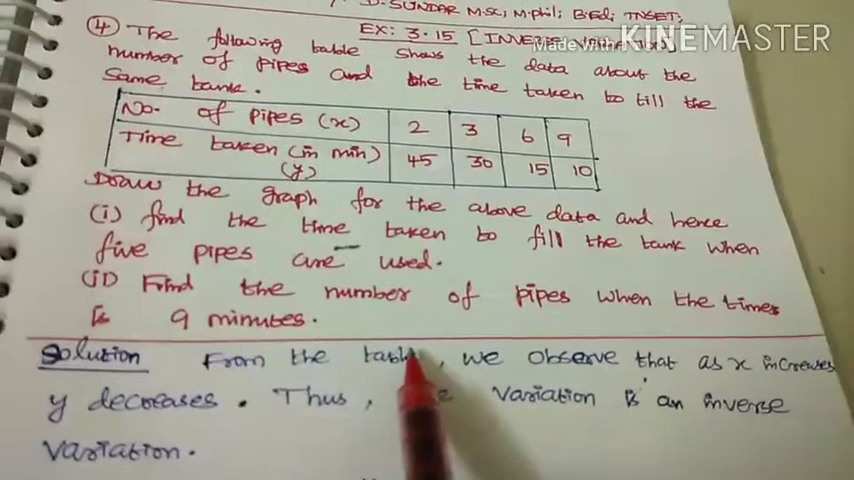 D. SUNDAR M.SC, M.Phil; B.Ed; TNSET;
EX: 3.15
Made with KINEMASTER
④ The following table shows the data about the
number of pipes and the time taken to till the
same tank.
No. of pipes (x) 2 3 6 9
Time taken (in min) (y) 45 30 15 10
Draw the graph for the above data and hence
(i) find the time taken to fill the tank when
five pipes are used.
(ii) Find the number of pipes when the times
is 9 minutes.
Solution From the table, we observe that as x increases
y decreases. Thus, variation is an inverse
variation.